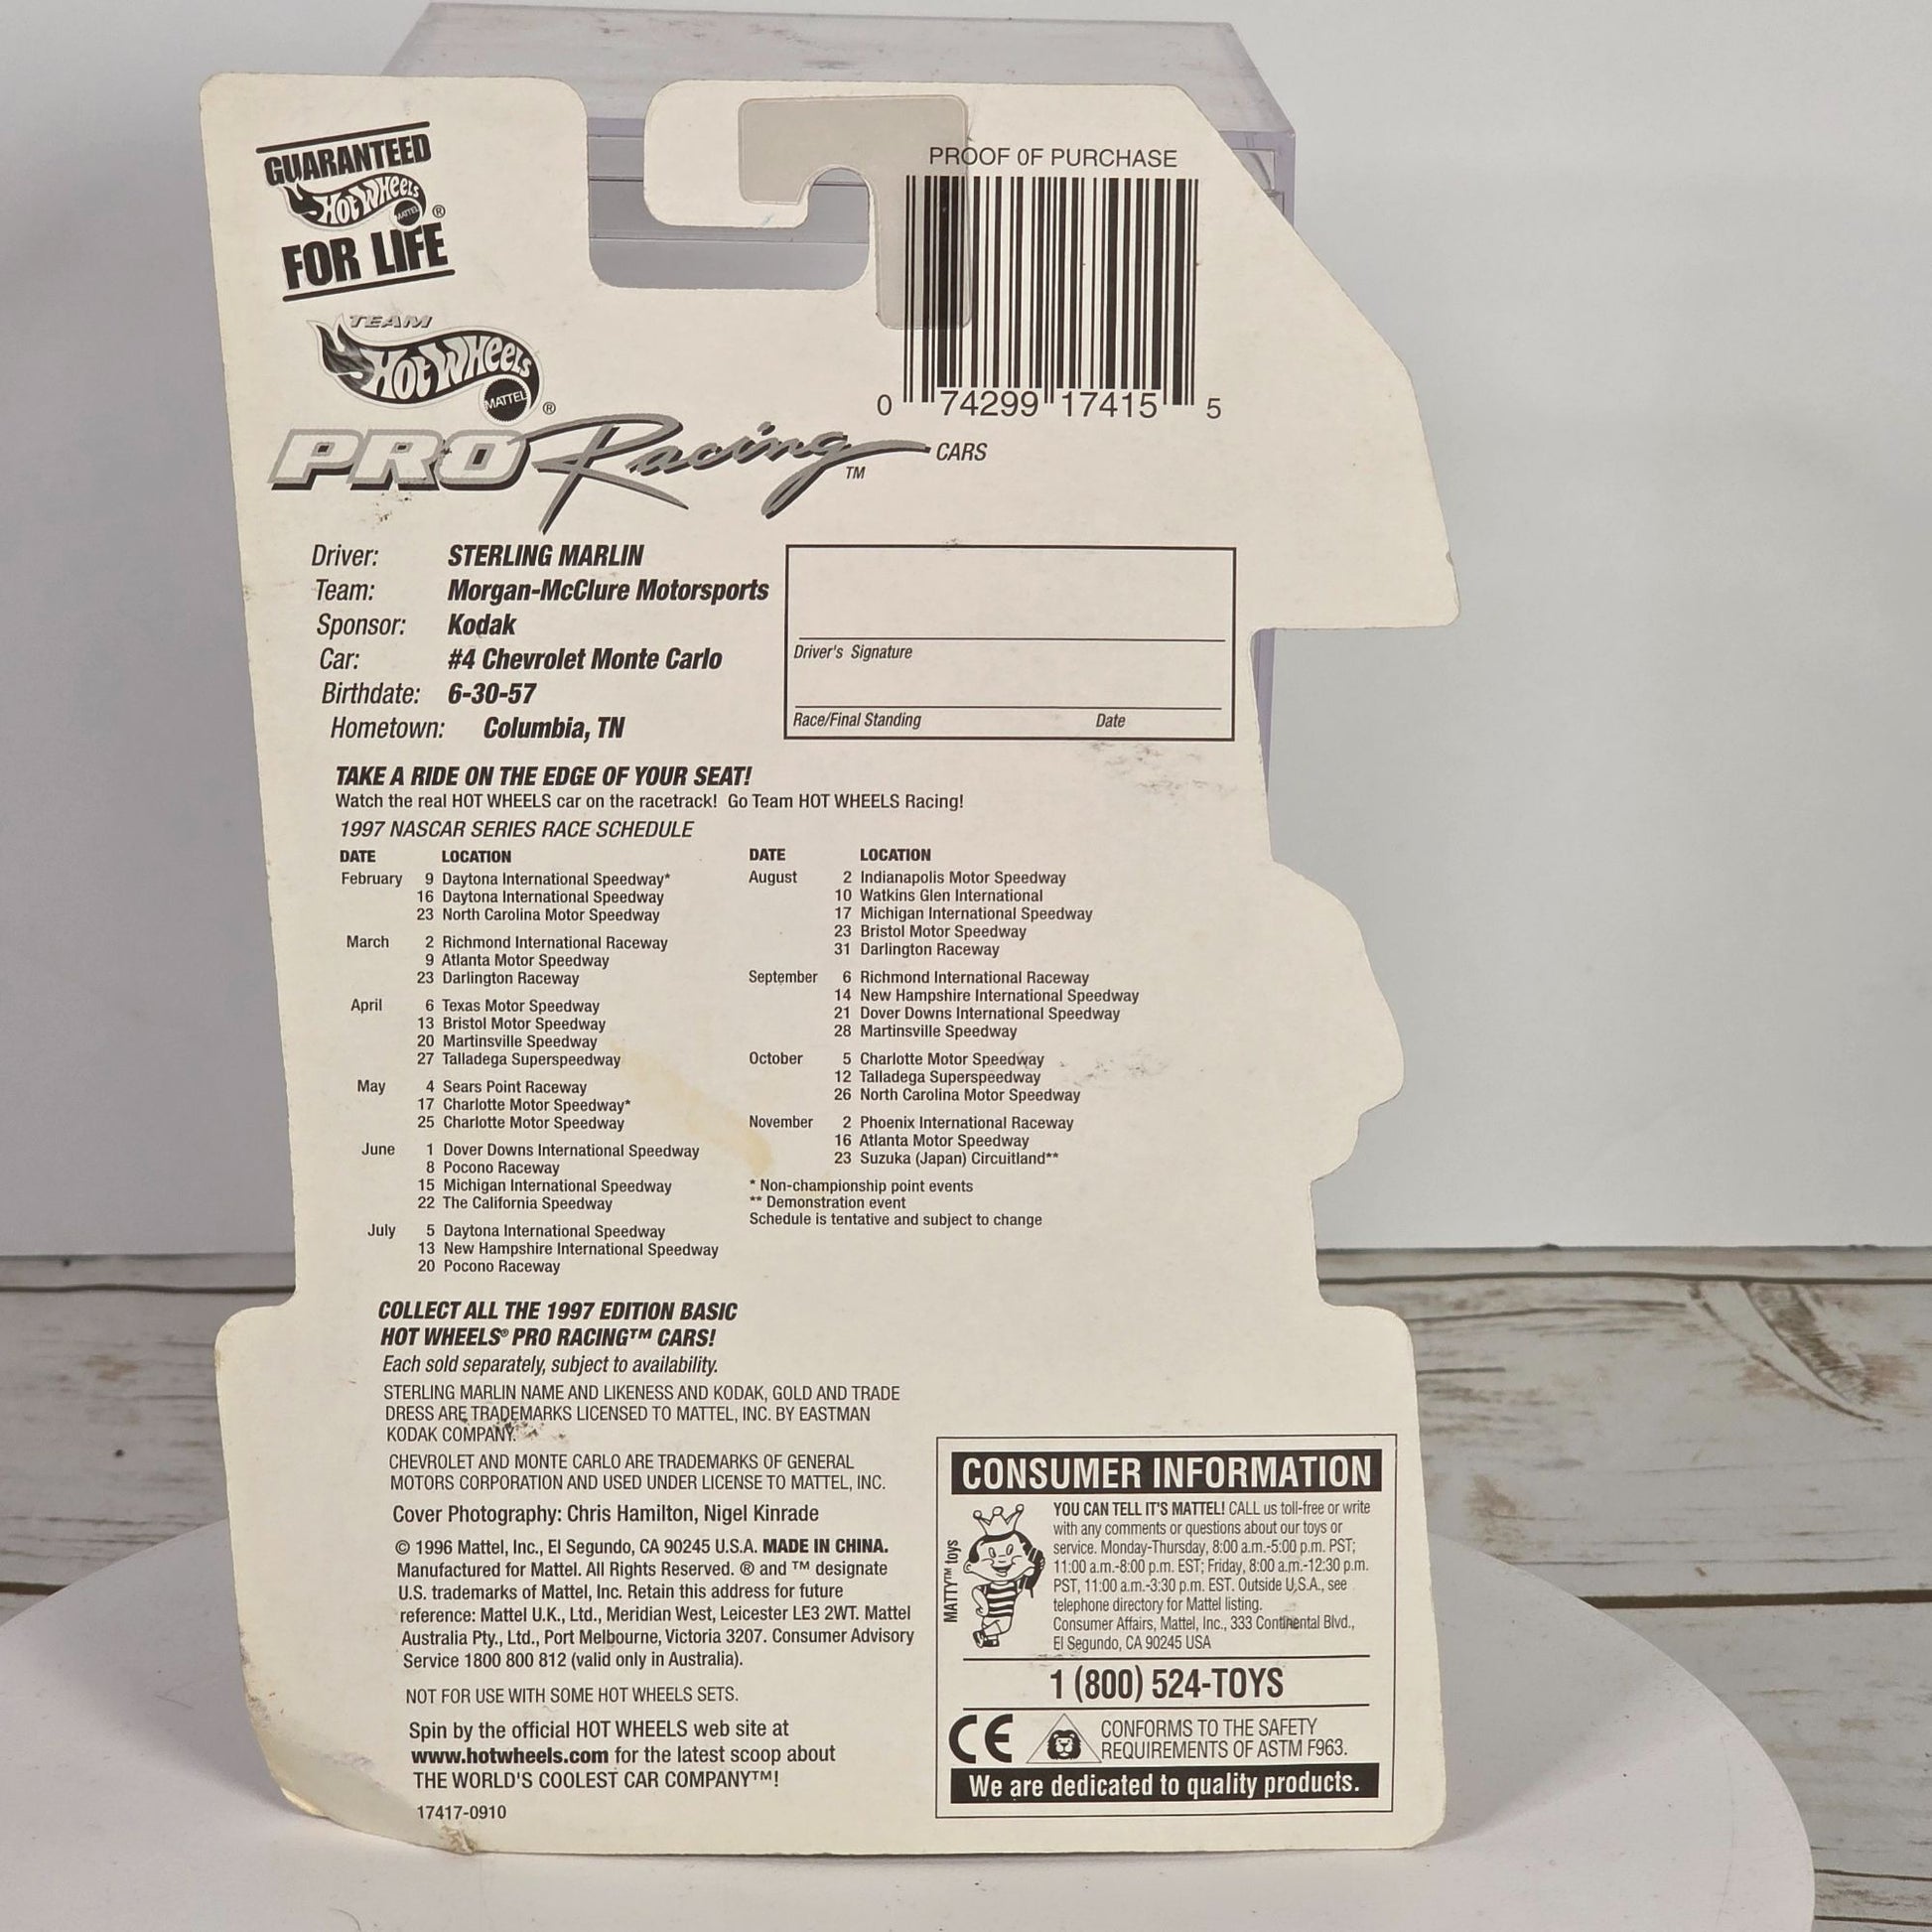 GUARANTEED
Hot Wheels
MATTEL ®
FOR LIFE
PROOF OF PURCHASE
0 74299 17415 5
TEAM
Hot Wheels
MATTEL ®
PRO Racing™ CARS
Driver: STERLING MARLIN
Team: Morgan-McClure Motorsports
Sponsor: Kodak
Car: #4 Chevrolet Monte Carlo
Birthdate: 6-30-57
Hometown: Columbia, TN
Driver's Signature
Race/Final Standing Date
TAKE A RIDE ON THE EDGE OF YOUR SEAT!
Watch the real HOT WHEELS car on the racetrack! Go Team HOT WHEELS Racing!
1997 NASCAR SERIES RACE SCHEDULE
DATE LOCATION
February 9 Daytona International Speedway*
16 Daytona International Speedway
23 North Carolina Motor Speedway
March 2 Richmond International Raceway
9 Atlanta Motor Speedway
23 Darlington Raceway
April 6 Texas Motor Speedway
13 Bristol Motor Speedway
20 Martinsville Speedway
27 Talladega Superspeedway
May 4 Sears Point Raceway
17 Charlotte Motor Speedway*
25 Charlotte Motor Speedway
June 1 Dover Downs International Speedway
8 Pocono Raceway
15 Michigan International Speedway
22 The California Speedway
July 5 Daytona International Speedway
13 New Hampshire International Speedway
20 Pocono Raceway
DATE LOCATION
August 2 Indianapolis Motor Speedway
10 Watkins Glen International
17 Michigan International Speedway
23 Bristol Motor Speedway
31 Darlington Raceway
September 6 Richmond International Raceway
14 New Hampshire International Speedway
21 Dover Downs International Speedway
28 Martinsville Speedway
October 5 Charlotte Motor Speedway
12 Talladega Superspeedway
26 North Carolina Motor Speedway
November 2 Phoenix International Raceway
16 Atlanta Motor Speedway
23 Suzuka (Japan) Circuitland**
* Non-championship point events
** Demonstration event
Schedule is tentative and subject to change
COLLECT ALL THE 1997 EDITION BASIC
HOT WHEELS® PRO RACING™ CARS!
Each sold separately, subject to availability.
STERLING MARLIN NAME AND LIKENESS AND KODAK, GOLD AND TRADE
DRESS ARE TRADEMARKS LICENSED TO MATTEL, INC. BY EASTMAN
KODAK COMPANY.
CHEVROLET AND MONTE CARLO ARE TRADEMARKS OF GENERAL
MOTORS CORPORATION AND USED UNDER LICENSE TO MATTEL, INC.
Cover Photography: Chris Hamilton, Nigel Kinrade
© 1996 Mattel, Inc., El Segundo, CA 90245 U.S.A. MADE IN CHINA.
Manufactured for Mattel. All Rights Reserved. ® and ™ designate
U.S. trademarks of Mattel, Inc. Retain this address for future
reference: Mattel U.K., Ltd., Meridian West, Leicester LE3 2WT. Mattel
Australia Pty., Ltd., Port Melbourne, Victoria 3207. Consumer Advisory
Service 1800 800 812 (valid only in Australia).
NOT FOR USE WITH SOME HOT WHEELS SETS.
Spin by the official HOT WHEELS web site at
www.hotwheels.com for the latest scoop about
THE WORLD'S COOLEST CAR COMPANY™!
17417-0910
CONSUMER INFORMATION
MATTY™ toys
YOU CAN TELL IT'S MATTEL! CALL us toll-free or write
with any comments or questions about our toys or
service. Monday-Thursday, 8:00 a.m.-5:00 p.m. PST;
11:00 a.m.-8:00 p.m. EST; Friday, 8:00 a.m.-12:30 p.m.
PST, 11:00 a.m.-3:30 p.m. EST. Outside U.S.A., see
telephone directory for Mattel listing.
Consumer Affairs, Mattel, Inc., 333 Continental Blvd.,
El Segundo, CA 90245 USA
1 (800) 524-TOYS
CE CONFORMS TO THE SAFETY
REQUIREMENTS OF ASTM F963.
We are dedicated to quality products.